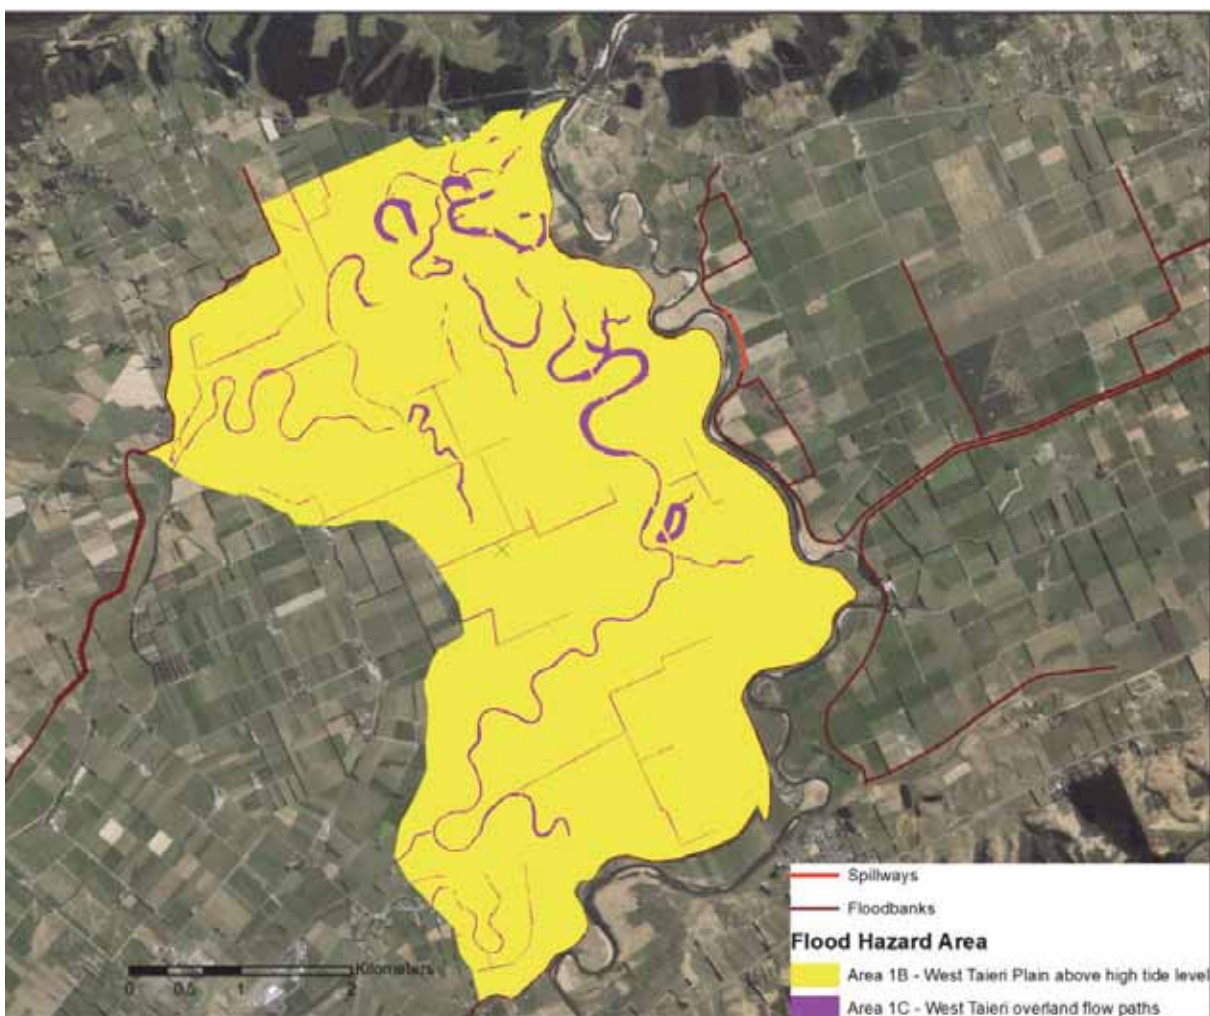 Spillways
Floodbanks
Flood Hazard Area
Area 1B - West Taieri Plain above high tide level
Area 1C - West Taieri overland flow paths
Kilometers
0 0.5 1 2